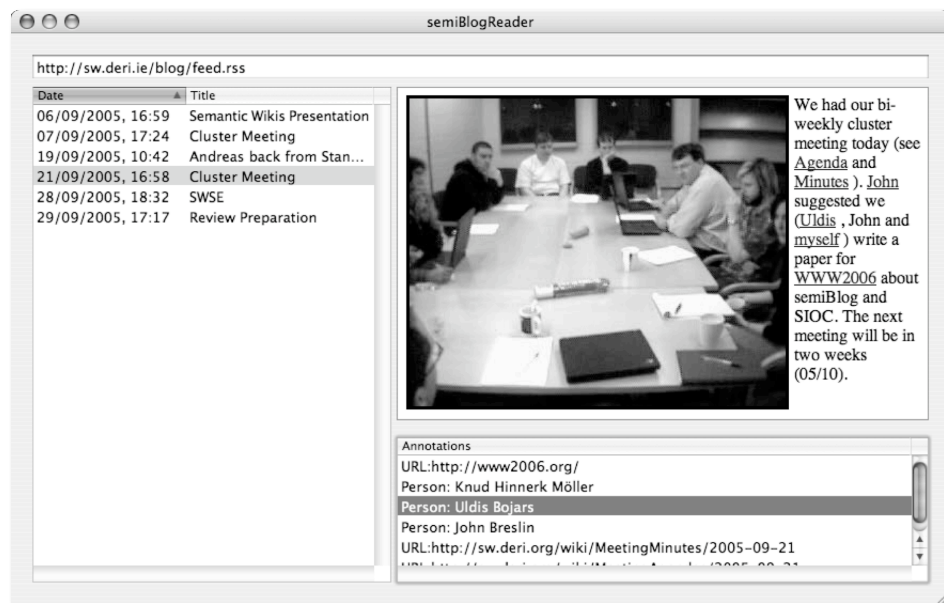 semiBlogReader
http://sw.deri.ie/blog/feed.rss
Date Title
06/09/2005, 16:59 Semantic Wikis Presentation
07/09/2005, 17:24 Cluster Meeting
19/09/2005, 10:42 Andreas back from Stan...
21/09/2005, 16:58 Cluster Meeting
28/09/2005, 18:32 SWSE
29/09/2005, 17:17 Review Preparation
We had our bi-
weekly cluster
meeting today (see
Agenda and
Minutes ). John
suggested we
(Uldis , John and
myself ) write a
paper for
WWW2006 about
semiBlog and
SIOC. The next
meeting will be in
two weeks
(05/10).
Annotations
URL:http://www2006.org/
Person: Knud Hinnerk Möller
Person: Uldis Bojars
Person: John Breslin
URL:http://sw.deri.org/wiki/MeetingMinutes/2005-09-21